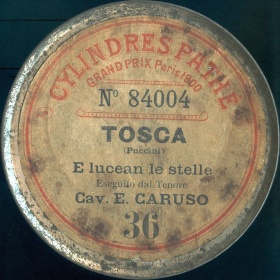 CYLINDRES PATHÉ
GRAND PRIX Paris 1900
Nº 84004
TOSCA
(Puccini)
E lucean le stelle
Eseguito dal Tenore
Cav. E. CARUSO
36